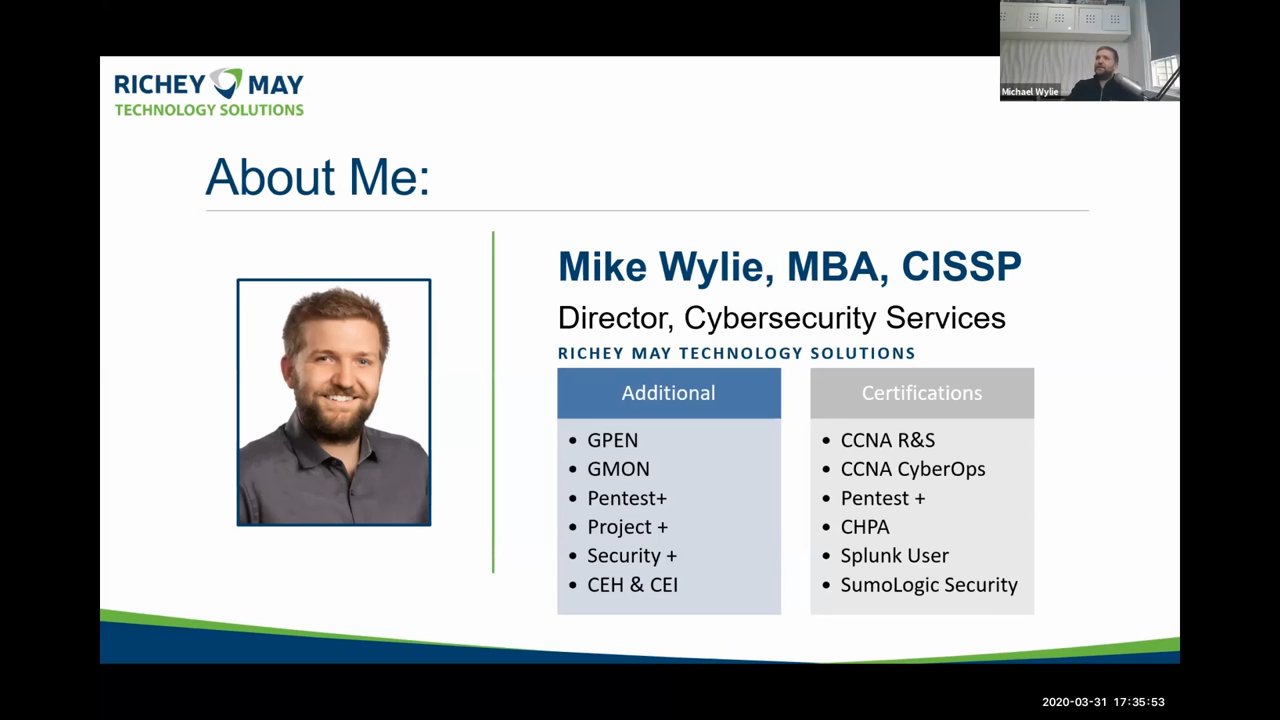 RICHEY MAY
TECHNOLOGY SOLUTIONS
Michael Wylie
About Me:
Mike Wylie, MBA, CISSP
Director, Cybersecurity Services
RICHEY MAY TECHNOLOGY SOLUTIONS
Additional
• GPEN
• GMON
• Pentest+
• Project +
• Security +
• CEH & CEI
Certifications
• CCNA R&S
• CCNA CyberOps
• Pentest +
• CHPA
• Splunk User
• SumoLogic Security
2020-03-31 17:35:53